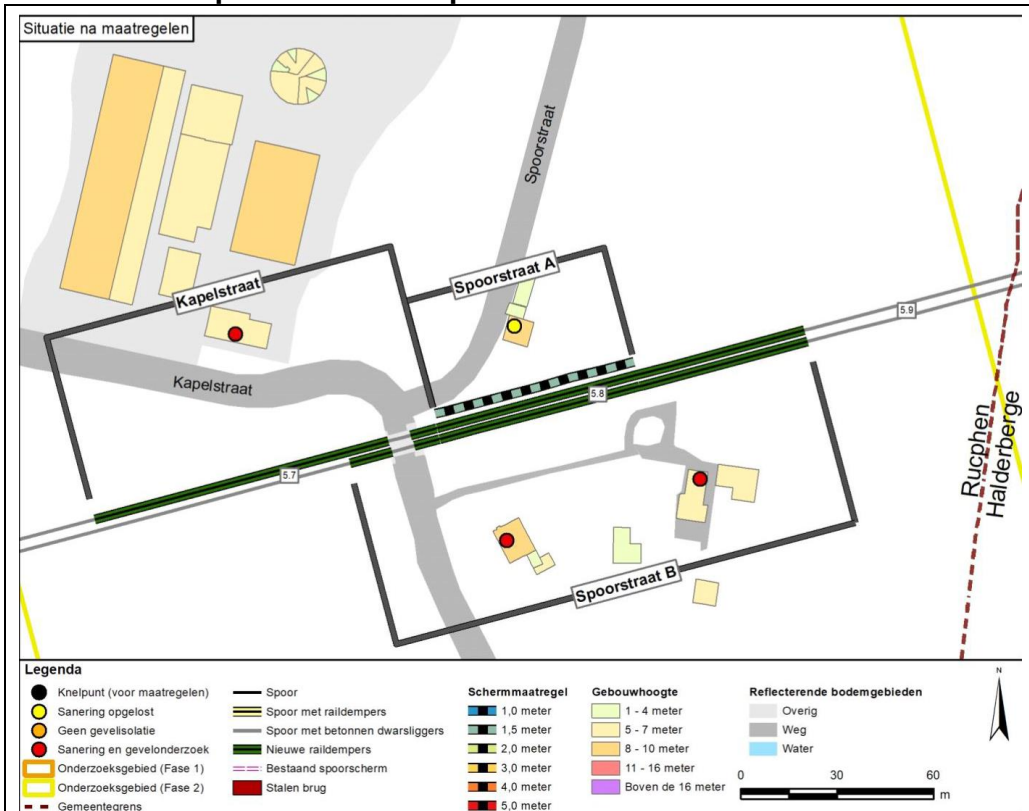 Situatie na maatregelen
Spoorstraat
Spoorstraat A
Kapelstraat
Kapelstraat
5.9
5.8
5.7
Rucphen
Halderberge
Spoorstraat B
Legenda
Knelpunt (voor maatregelen)
Sanering opgelost
Geen gevelisolatie
Sanering en gevelonderzoek
Onderzoeksgebied (Fase 1)
Onderzoeksgebied (Fase 2)
Gemeentegrens
Spoor
Spoor met raildempers
Spoor met betonnen dwarsliggers
Nieuwe raildempers
Bestaand spoorscherm
Stalen brug
Schermmaatregel
1,0 meter
1,5 meter
2,0 meter
3,0 meter
4,0 meter
5,0 meter
Gebouwhoogte
1 - 4 meter
5 - 7 meter
8 - 10 meter
11 - 16 meter
Boven de 16 meter
Reflecterende bodemgebieden
Overig
Weg
Water
N
0 30 60
m